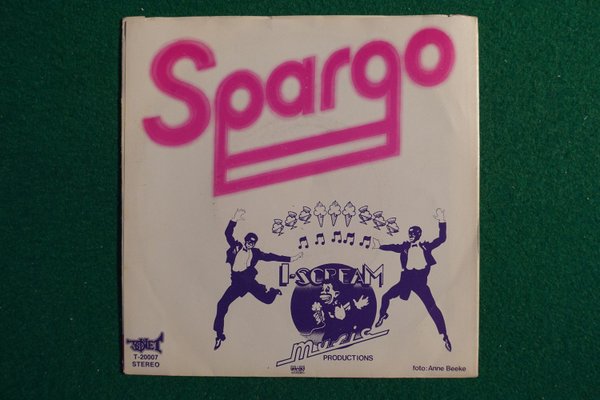 Spargo
I-SCREAM
music
PRODUCTIONS
T-20007
STEREO
foto: Anne Beeke